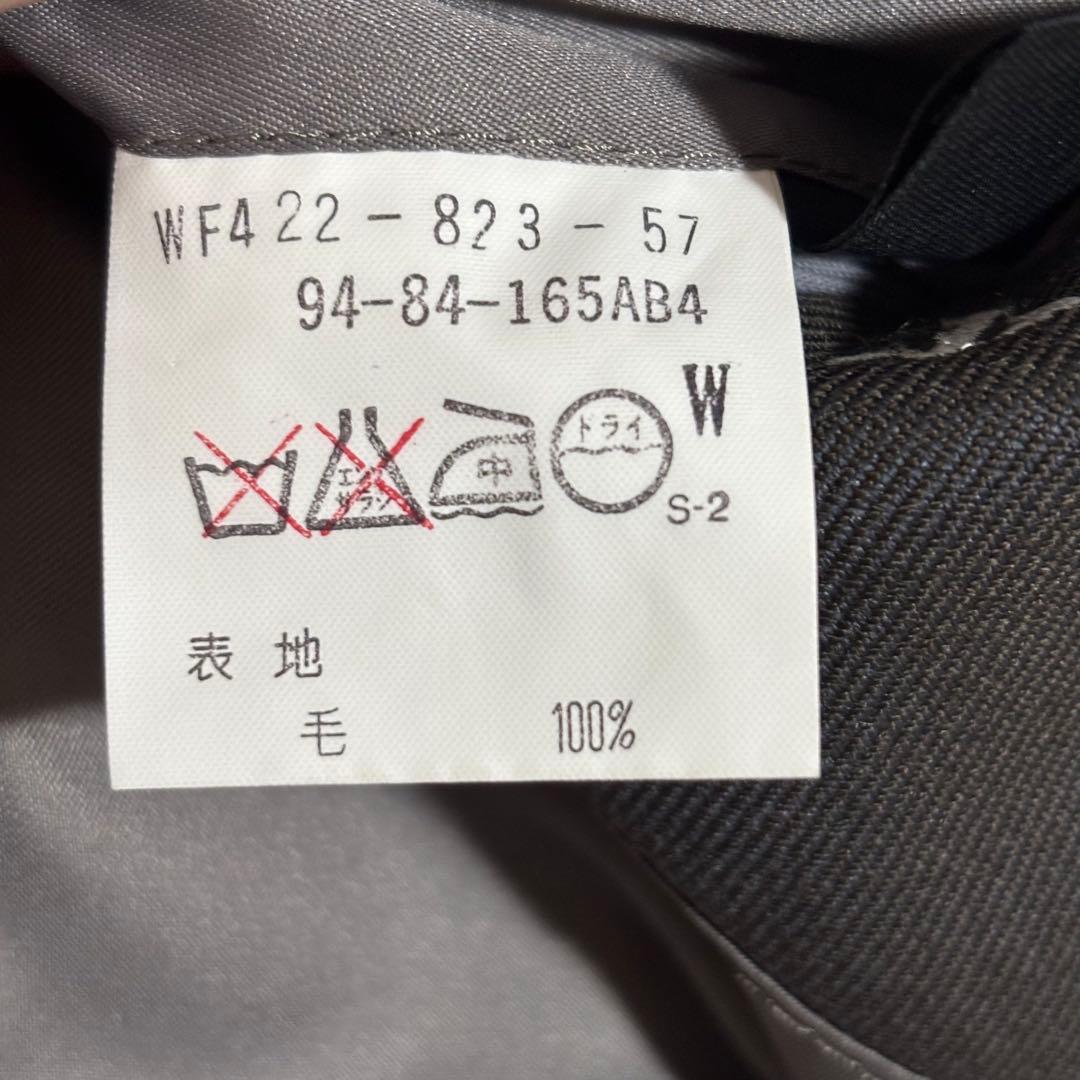 WF422-823-57
94-84-165AB4
W
エンソ
サラシ
中
ドライ
S-2
表地
毛 100%